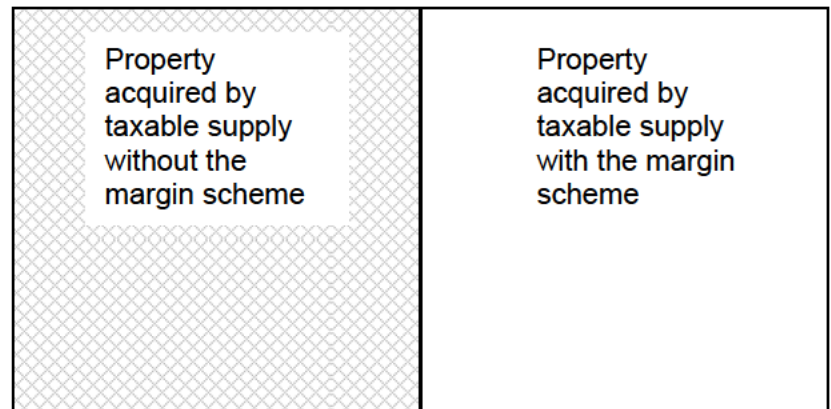 Property
acquired by
taxable supply
without the
margin scheme
Property
acquired by
taxable supply
with the margin
scheme